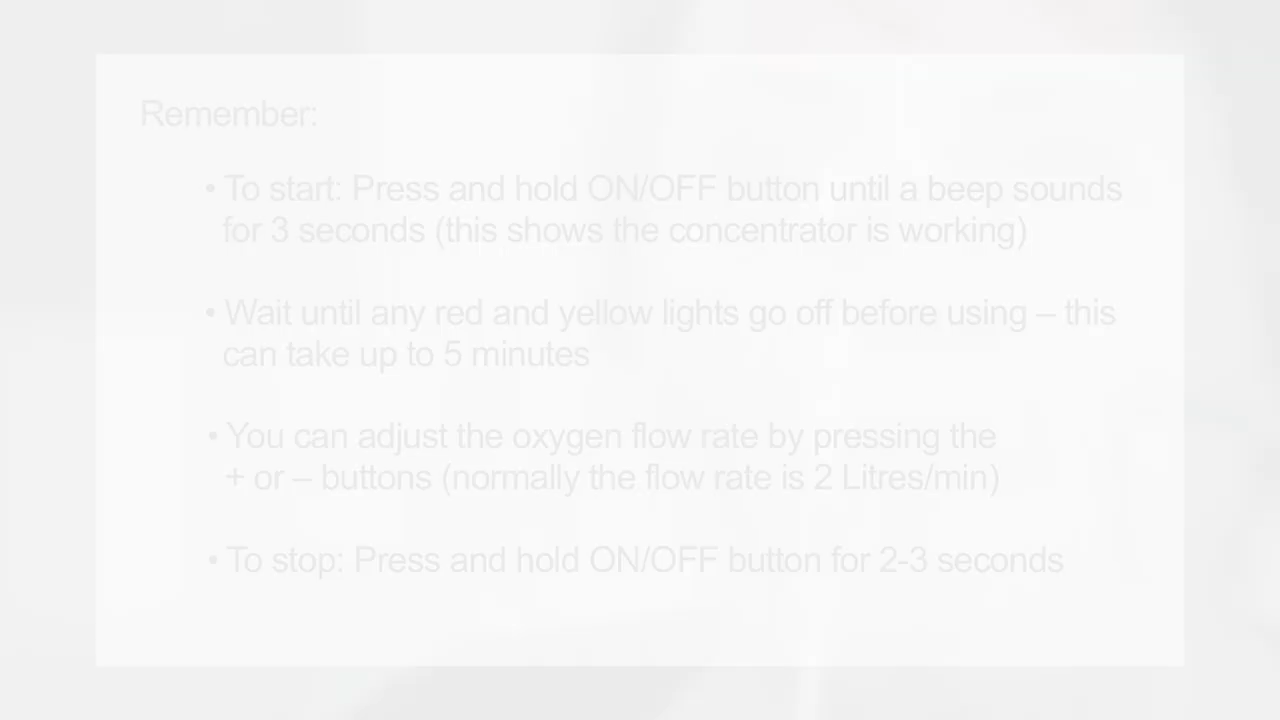 Remember:
• To start: Press and hold ON/OFF button until a beep sounds
for 3 seconds (this shows the concentrator is working)
• Wait until any red and yellow lights go off before using – this
can take up to 5 minutes
• You can adjust the oxygen flow rate by pressing the
+ or – buttons (normally the flow rate is 2 Litres/min)
• To stop: Press and hold ON/OFF button for 2-3 seconds